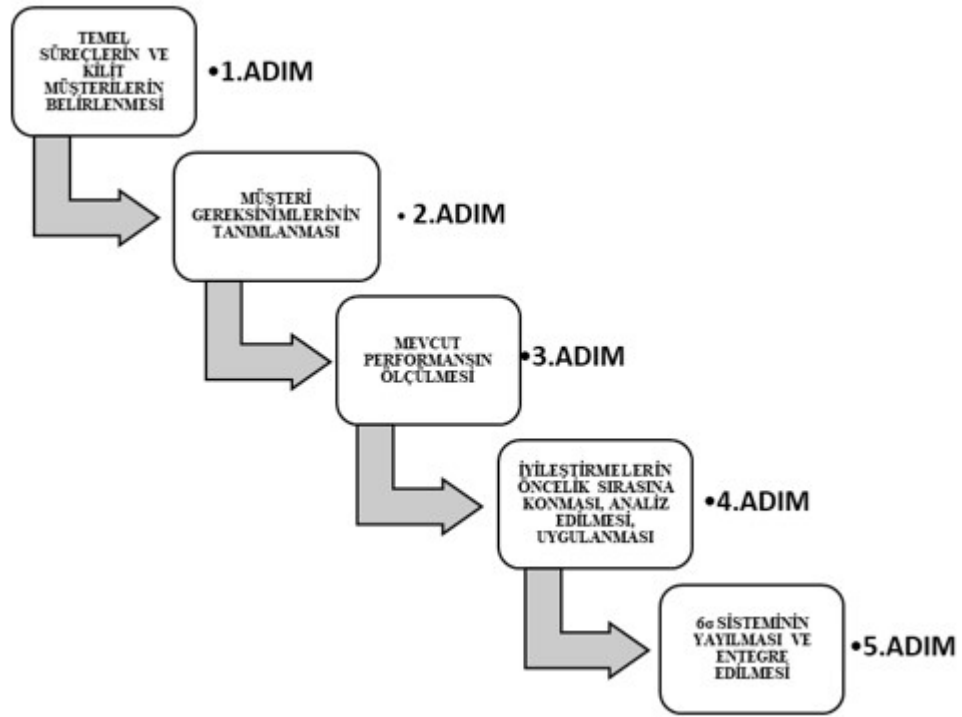 TEMEL
SÜREÇLERİN VE
KİLİT
MÜŞTERİLERİN
BELİRLENMESİ
•1.ADIM
MÜŞTERİ
GEREKSİNİMLERİNİN
TANIMLANMASI
• 2.ADIM
MEVCUT
PERFORMANSIN
ÖLÇÜLMESİ
•3.ADIM
İYİLEŞTİRMELERİN
ÖNCELİK SIRASINA
KONMASI, ANALİZ
EDİLMESİ,
UYGULANMASI
•4.ADIM
6σ SİSTEMİNİN
YAYILMASI VE
ENTEGRE
EDİLMESİ
•5.ADIM